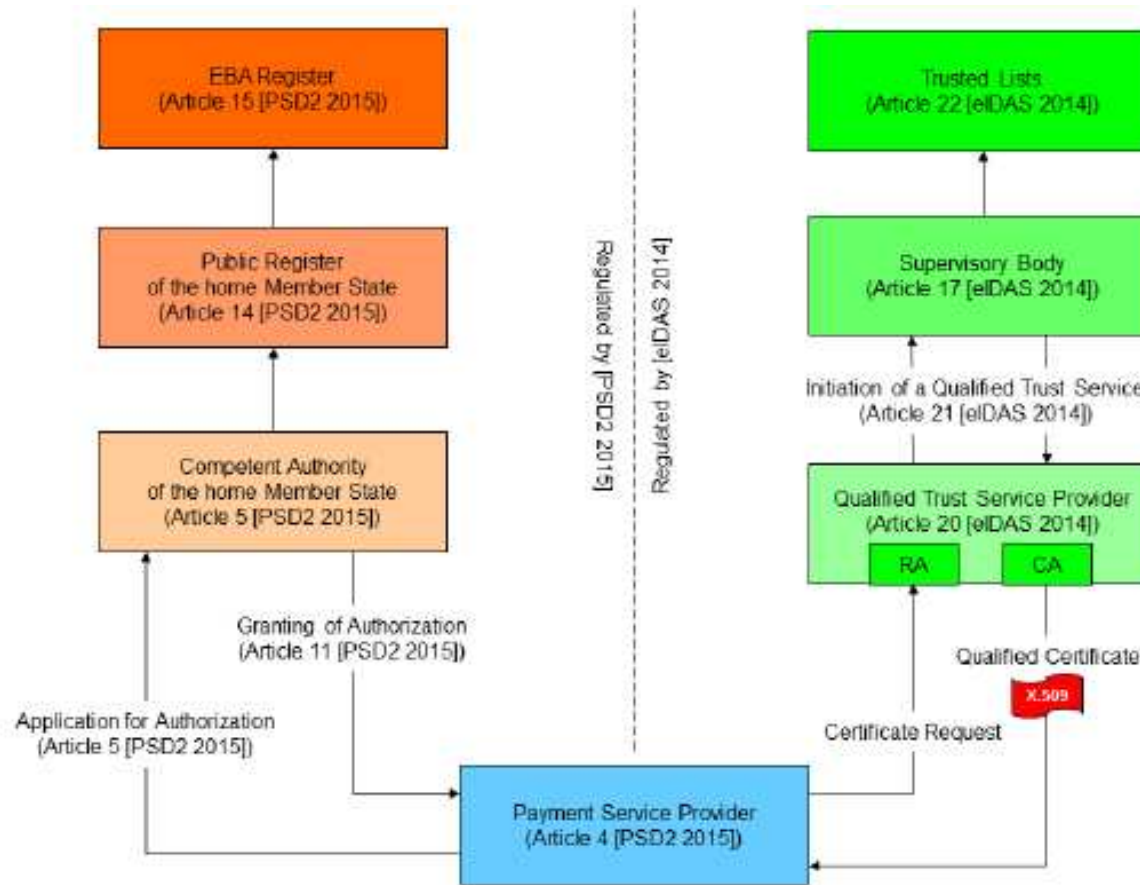 EBA Register
(Article 15 [PSD2 2015])
Public Register
of the home Member State
(Article 14 [PSD2 2015])
Competent Authority
of the home Member State
(Article 5 [PSD2 2015])
Granting of Authorization
(Article 11 [PSD2 2015])
Application for Authorization
(Article 5 [PSD2 2015])
Regulated by [PSD2 2015]
Regulated by [eIDAS 2014]
Trusted Lists
(Article 22 [eIDAS 2014])
Supervisory Body
(Article 17 [eIDAS 2014])
Initiation of a Qualified Trust Service
(Article 21 [eIDAS 2014])
Qualified Trust Service Provider
(Article 20 [eIDAS 2014])
RA
CA
Qualified Certificate
X.509
Certificate Request
Payment Service Provider
(Article 4 [PSD2 2015])